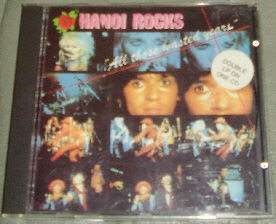 HANOI ROCKS
"All those wasted years..."
DOUBLE
LP ON
ONE CD